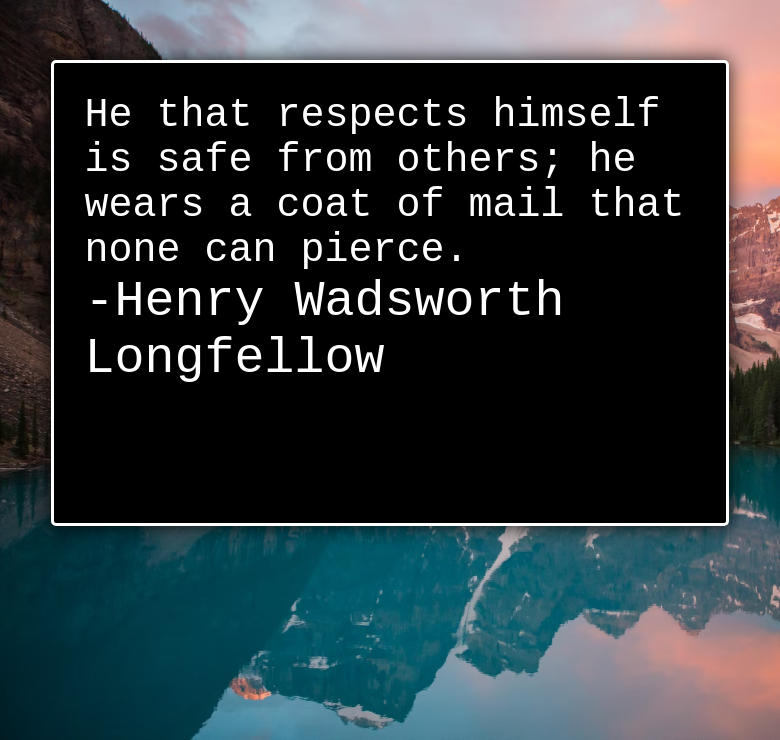 He that respects himself
is safe from others; he
wears a coat of mail that
none can pierce.
-Henry Wadsworth
Longfellow